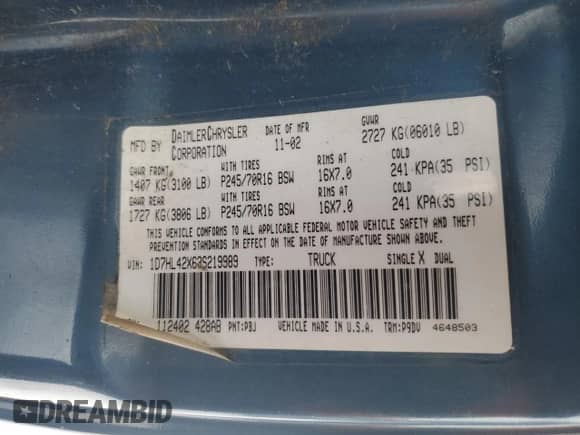 MFD BY DAIMLERCHRYSLER CORPORATION DATE OF MFR 11-02 GVWR 2727 KG(06010 LB)
GAWR FRONT WITH TIRES RIMS AT COLD
1407 KG(3100 LB) P245/70R16 BSW 16X7.0 241 KPA(35 PSI)
GAWR REAR WITH TIRES RIMS AT COLD
1727 KG(3806 LB) P245/70R16 BSW 16X7.0 241 KPA(35 PSI)
THIS VEHICLE CONFORMS TO ALL APPLICABLE FEDERAL MOTOR VEHICLE SAFETY AND THEFT
PREVENTION STANDARDS IN EFFECT ON THE DATE OF MANUFACTURE SHOWN ABOVE.
VIN: 1D7HL42X63S219989 TYPE: TRUCK SINGLE X DUAL
112402 428AB PNT:PBJ VEHICLE MADE IN U.S.A. TRM:P9DV 4648503
DREAMBID